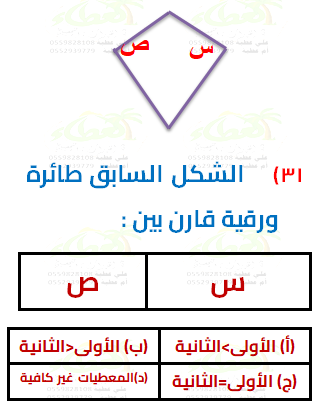 ص س
٣١) الشكل السابق طائرة
ورقية قارن بين :
س ص
(أ) الأولى>الثانية (ب) الأولى<الثانية
(ج) الأولى=الثانية (د)المعطيات غير كافية